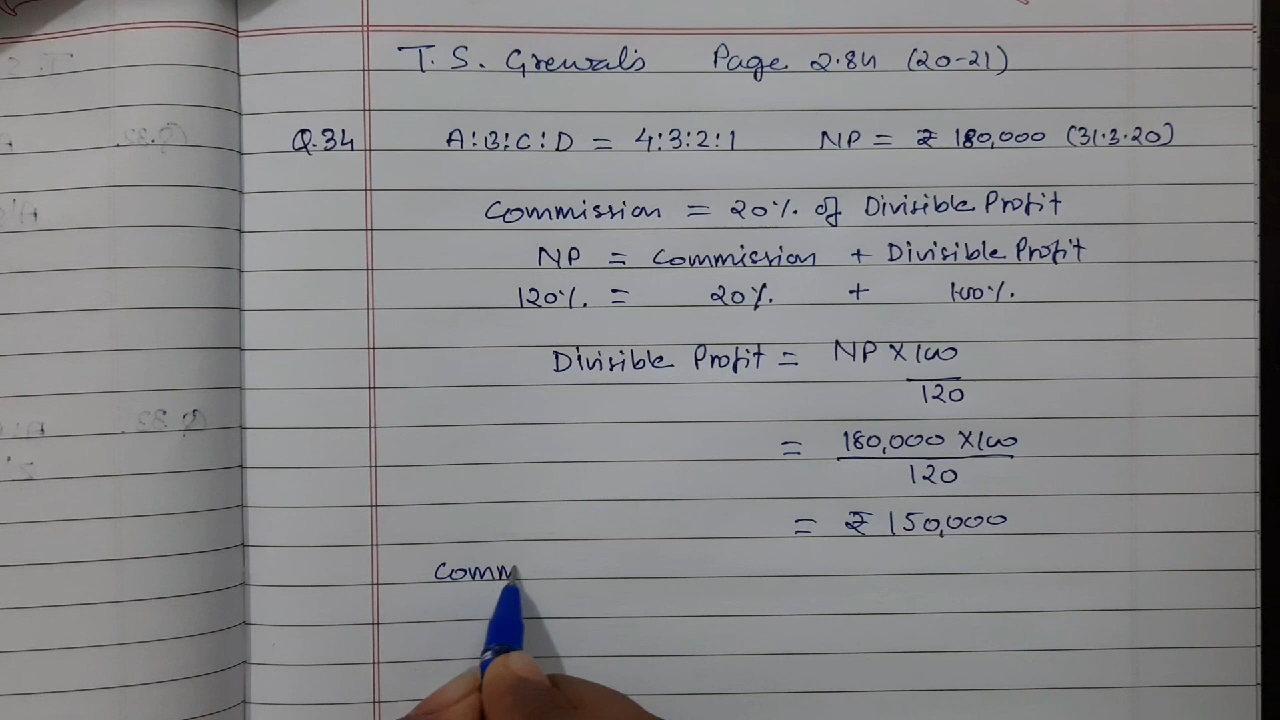 T. S. Grewal's Page 2.84 (20-21)
Q.34 A:B:C:D = 4:3:2:1 NP = ₹ 180,000 (31.3.20)
Commission = 20% of Divisible Profit
NP = Commission + Divisible Profit
120% = 20% + 100%
Divisible Profit = NP X 100
120
= 180,000 X 100
120
= ₹ 150,000
Comm